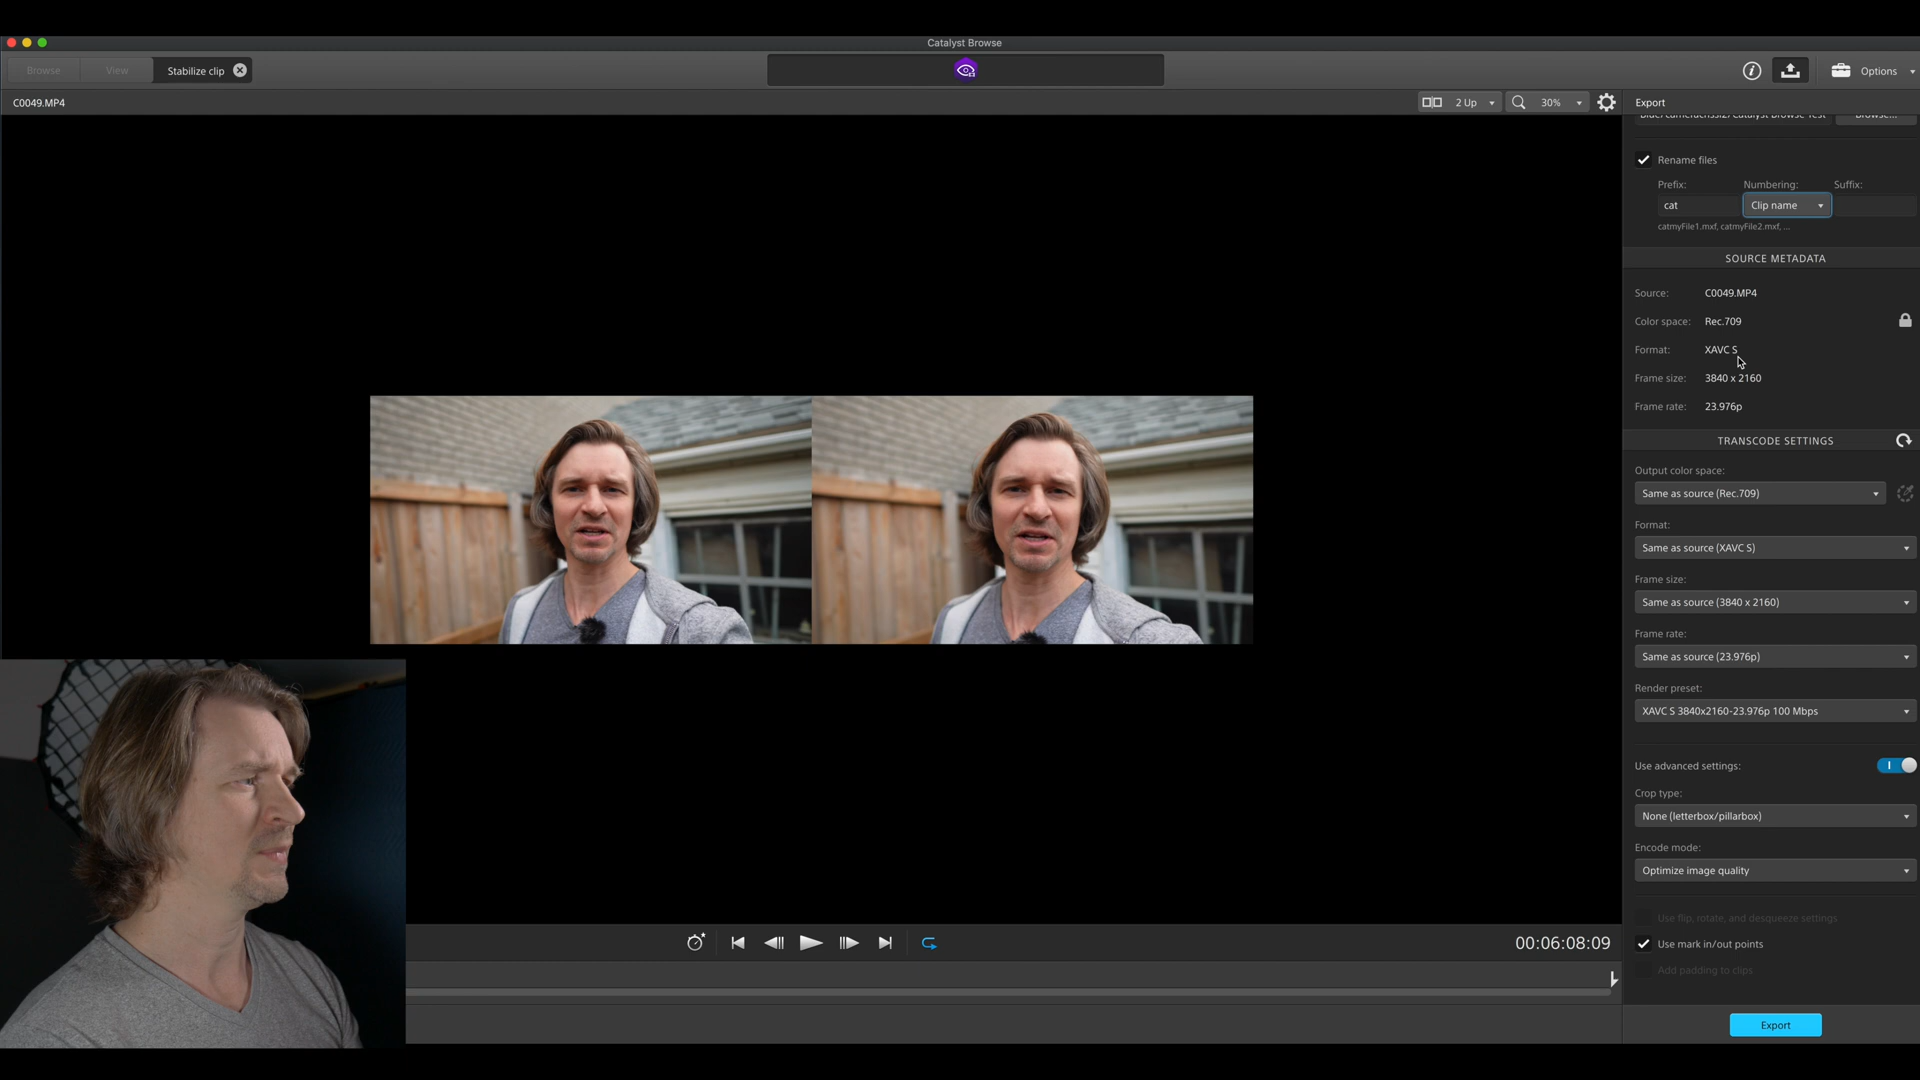 Catalyst Browse
Browse
View
Stabilize clip
Options
C0049.MP4
2 Up
30%
Export
Browse...
Rename files
Prefix:
Numbering:
Suffix:
cat
Clip name
catmyFile1.mxf, catmyFile2.mxf, ...
SOURCE METADATA
Source: C0049.MP4
Color space: Rec.709
Format: XAVC S
Frame size: 3840 x 2160
Frame rate: 23.976p
TRANSCODE SETTINGS
Output color space:
Same as source (Rec.709)
Format:
Same as source (XAVC S)
Frame size:
Same as source (3840 x 2160)
Frame rate:
Same as source (23.976p)
Render preset:
XAVC S 3840x2160-23.976p 100 Mbps
Use advanced settings:
Crop type:
None (letterbox/pillarbox)
Encode mode:
Optimize image quality
Use flip, rotate, and desqueeze settings
Use mark in/out points
Add padding to clips
00:06:08:09
Export